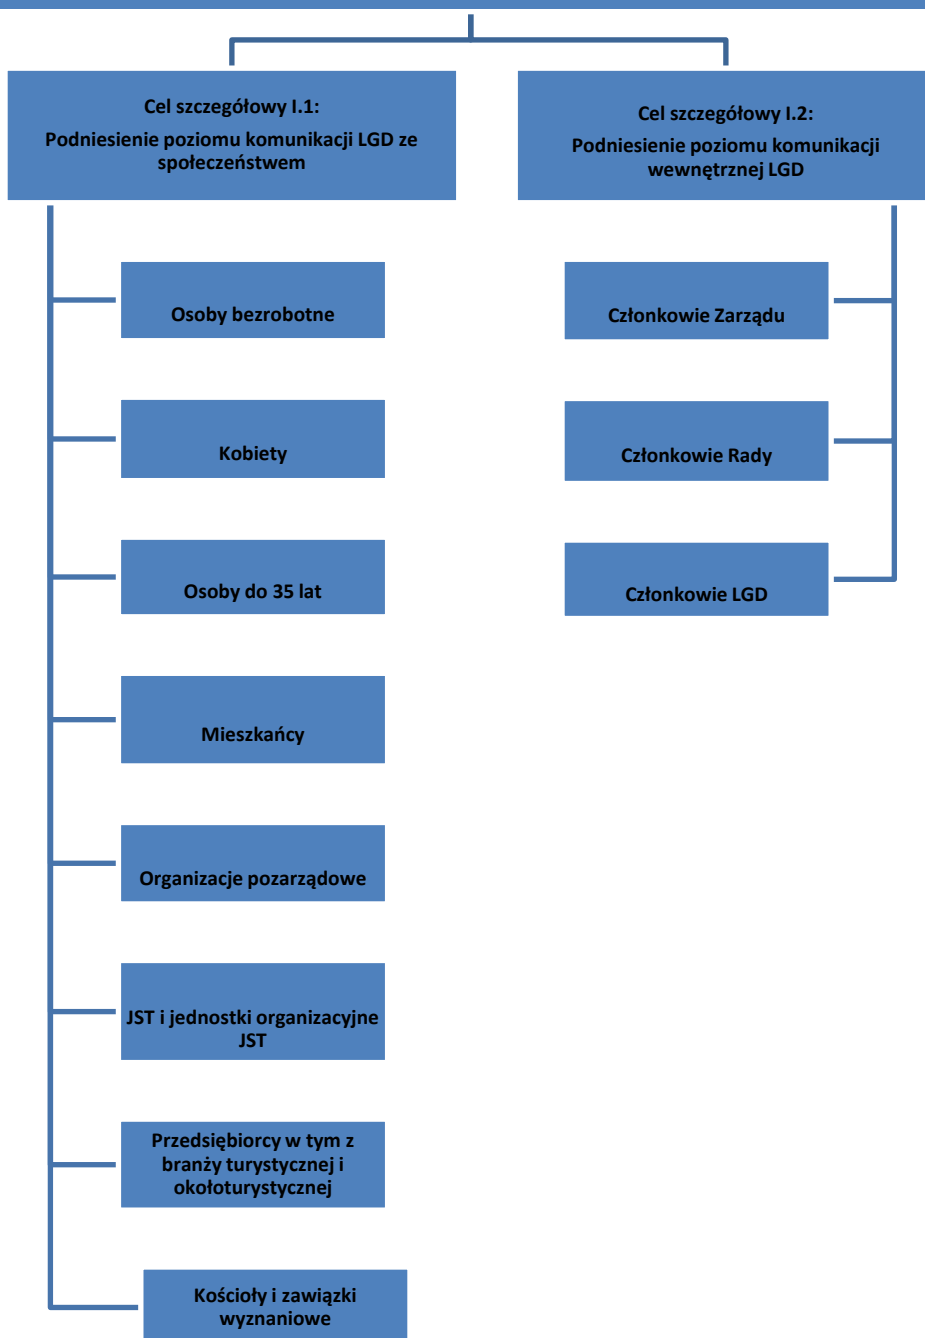 Cel szczegółowy I.1:
Podniesienie poziomu komunikacji LGD ze
społeczeństwem
Cel szczegółowy I.2:
Podniesienie poziomu komunikacji
wewnętrznej LGD
Osoby bezrobotne
Kobiety
Osoby do 35 lat
Mieszkańcy
Organizacje pozarządowe
JST i jednostki organizacyjne
JST
Przedsiębiorcy w tym z
branży turystycznej i
okołoturystycznej
Kościoły i zawiązki
wyznaniowe
Członkowie Zarządu
Członkowie Rady
Członkowie LGD